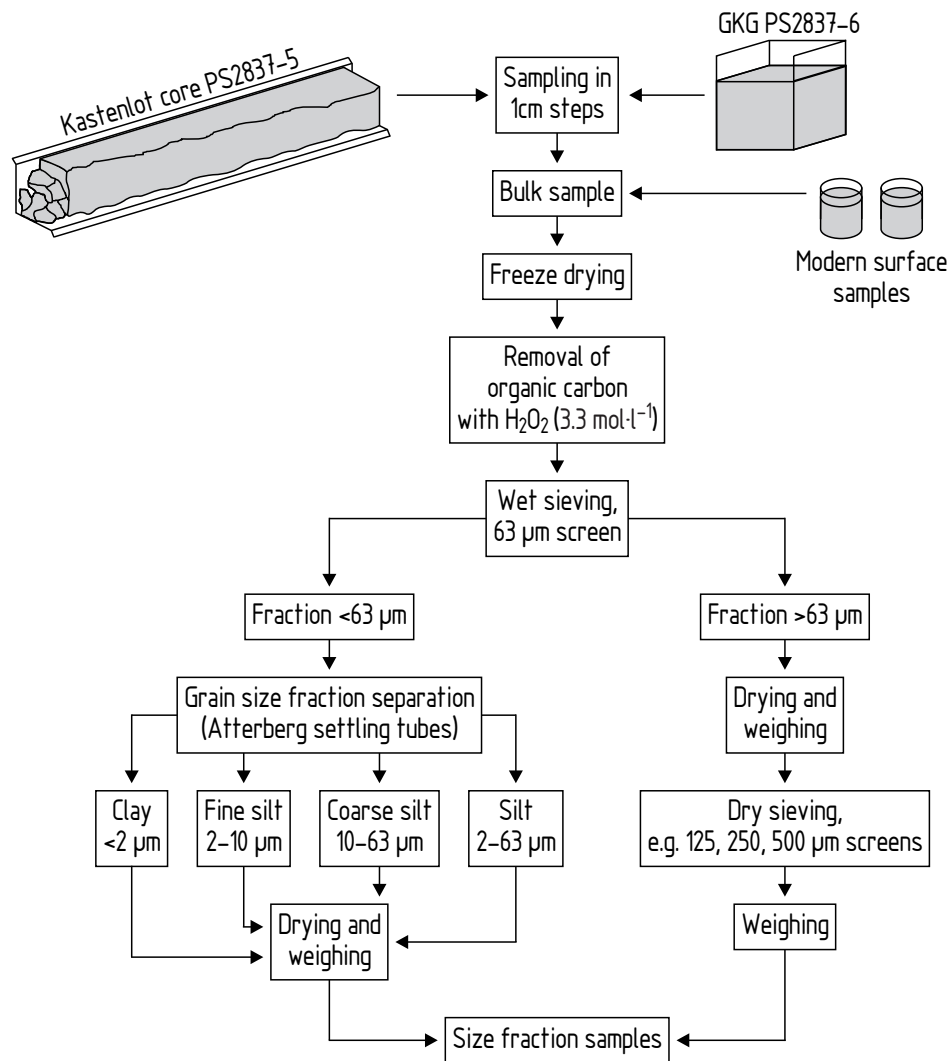 Kastenlot core PS2837–5
GKG PS2837–6
Sampling in
1cm steps
Bulk sample
Modern surface
samples
Freeze drying
Removal of
organic carbon
with H₂O₂ (3.3 mol·l⁻¹)
Wet sieving,
63 µm screen
Fraction <63 µm
Fraction >63 µm
Grain size fraction separation
(Atterberg settling tubes)
Drying and
weighing
Clay
<2 µm
Fine silt
2–10 µm
Coarse silt
10–63 µm
Silt
2–63 µm
Dry sieving,
e.g. 125, 250, 500 µm screens
Drying and
weighing
Weighing
Size fraction samples